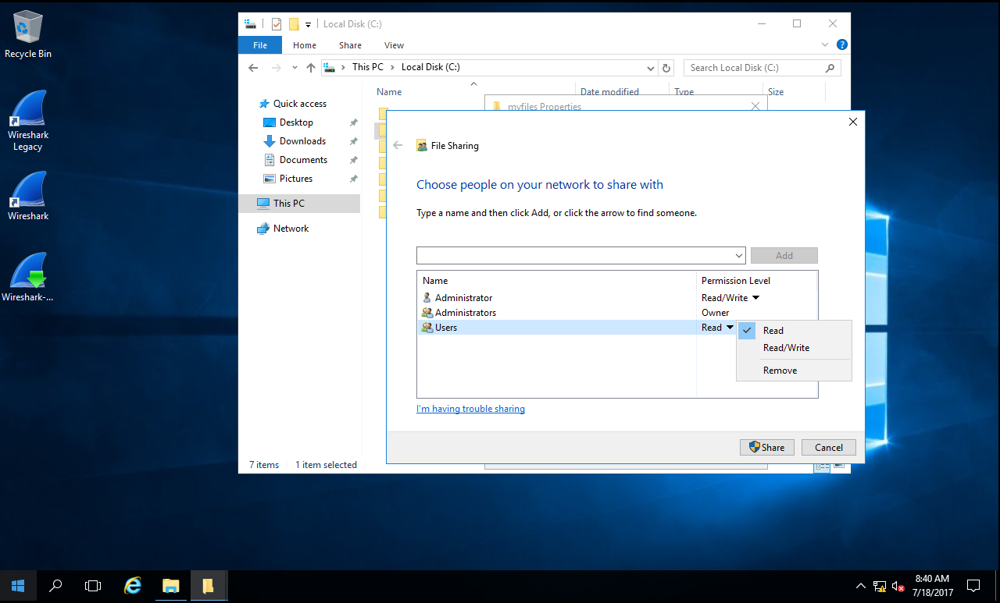 Recycle Bin
Wireshark
Legacy
Wireshark
Wireshark-...
Local Disk (C:)
File Home Share View
This PC Local Disk (C:)
Search Local Disk (C:)
Quick access
Desktop
Downloads
Documents
Pictures
This PC
Network
Name Date modified Type Size
myfiles Properties
File Sharing
Choose people on your network to share with
Type a name and then click Add, or click the arrow to find someone.
Add
Name Permission Level
Administrator Read/Write
Administrators Owner
Users Read
Read
Read/Write
Remove
I'm having trouble sharing
Share Cancel
7 items 1 item selected
8:40 AM
7/18/2017